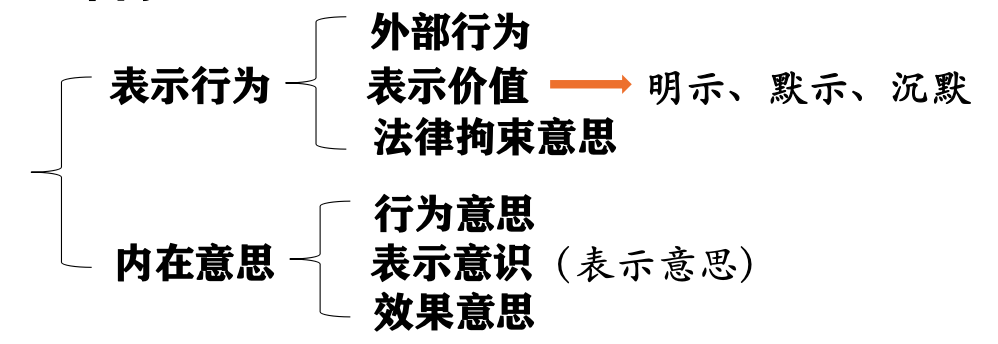 外部行为
表示行为
表示价值
明示、默示、沉默
法律拘束意思
行为意思
内在意思
表示意识（表示意思）
效果意思